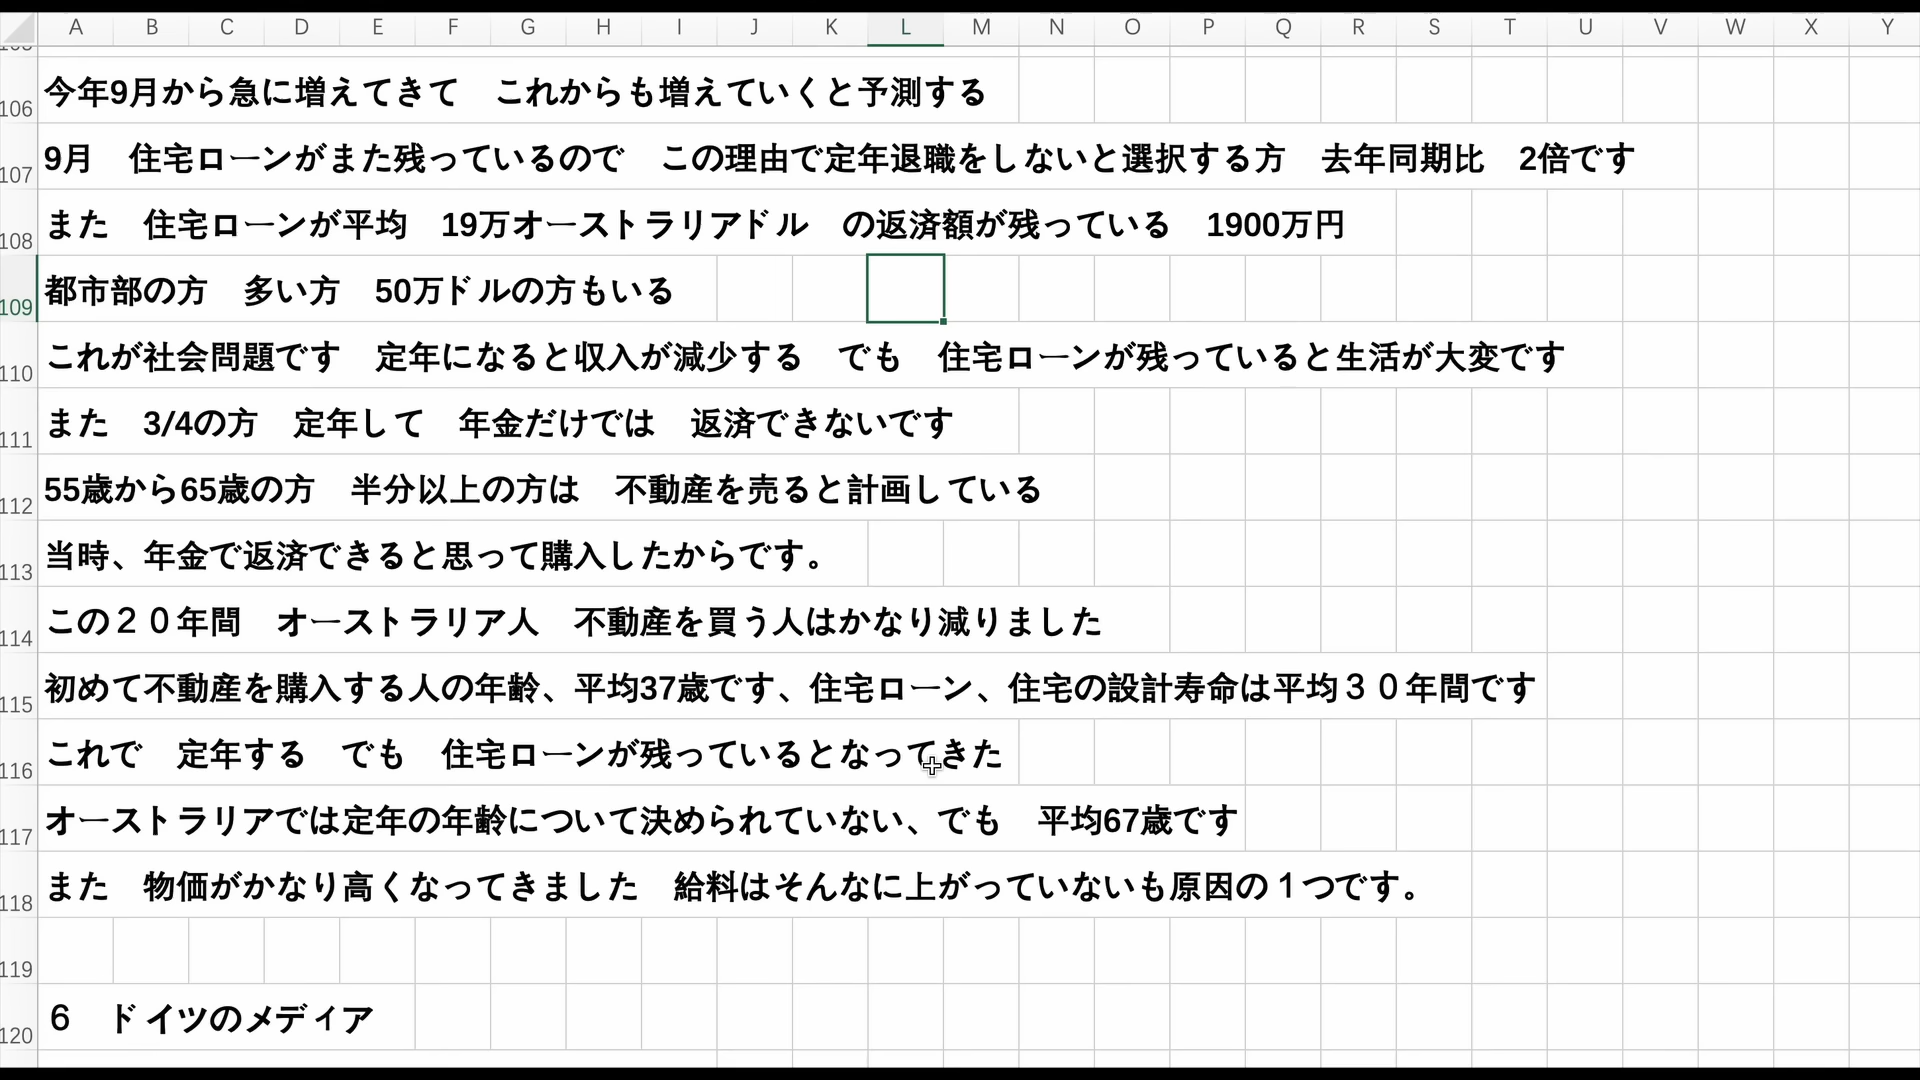 A B C D E F G H I J K L M N O P Q R S T U V W X Y
106 今年9月から急に増えてきて　これからも増えていくと予測する
107 9月　住宅ローンがまた残っているので　この理由で定年退職をしないと選択する方　去年同期比　2倍です
108 また　住宅ローンが平均　19万オーストラリアドル　の返済額が残っている　1900万円
109 都市部の方　多い方　50万ドルの方もいる
110 これが社会問題です　定年になると収入が減少する　でも　住宅ローンが残っていると生活が大変です
111 また　3/4の方　定年して　年金だけでは　返済できないです
112 55歳から65歳の方　半分以上の方は　不動産を売ると計画している
113 当時、年金で返済できると思って購入したからです。
114 この２０年間　オーストラリア人　不動産を買う人はかなり減りました
115 初めて不動産を購入する人の年齢、平均37歳です、住宅ローン、住宅の設計寿命は平均３０年間です
116 これで　定年する　でも　住宅ローンが残っているとなってきた
117 オーストラリアでは定年の年齢について決められていない、でも　平均67歳です
118 また　物価がかなり高くなってきました　給料はそんなに上がっていないも原因の１つです。
119
120 ６　ドイツのメディア